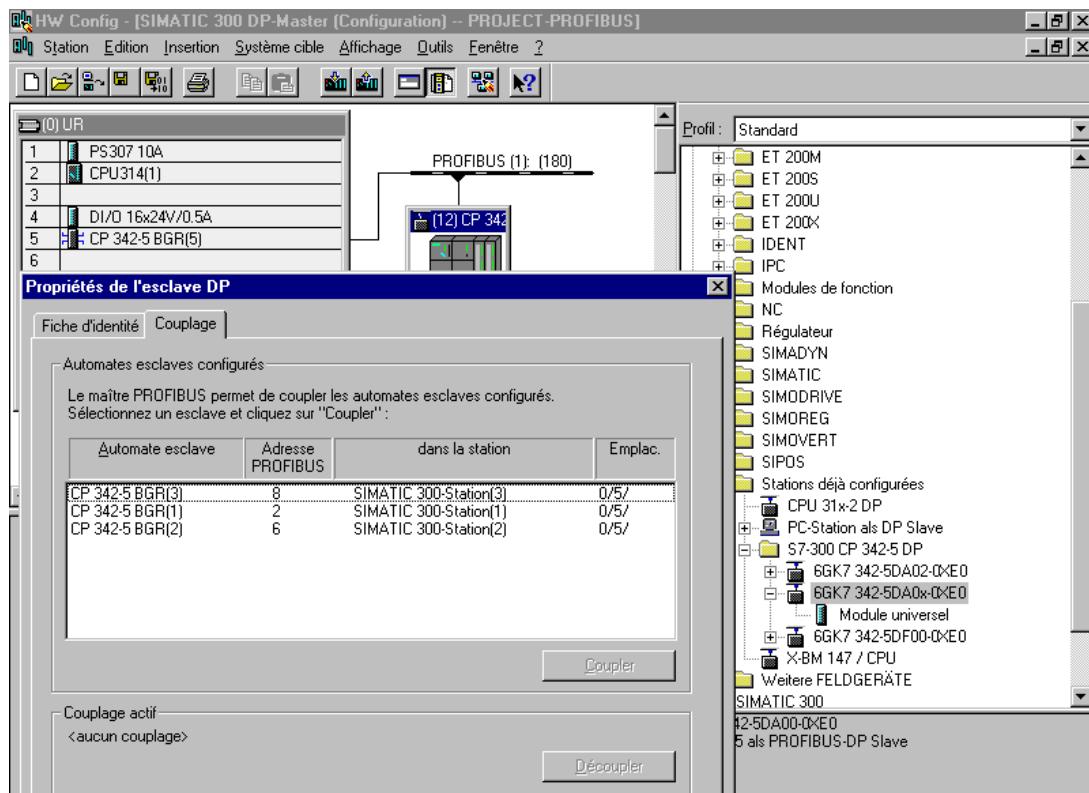 HW Config - [SIMATIC 300 DP-Master (Configuration) -- PROJECT-PROFIBUS]
Station Edition Insertion Système cible Affichage Outils Fenêtre ?
(0) UR
1 PS307 10A
2 CPU314(1)
3
4 DI/O 16x24V/0.5A
5 CP 342-5 BGR(5)
6
PROFIBUS (1): (180)
(12) CP 342
Profil : Standard
ET 200M
ET 200S
ET 200U
ET 200X
IDENT
IPC
Modules de fonction
NC
Régulateur
SIMADYN
SIMATIC
SIMODRIVE
SIMOREG
SIMOVERT
SIPOS
Stations déjà configurées
CPU 31x-2 DP
PC-Station als DP Slave
S7-300 CP 342-5 DP
6GK7 342-5DA02-0XE0
6GK7 342-5DA0x-0XE0
Module universel
6GK7 342-5DF00-0XE0
X-BM 147 / CPU
Weitere FELDGERÄTE
SIMATIC 300
42-5DA00-0XE0
5 als PROFIBUS-DP Slave
Propriétés de l'esclave DP
Fiche d'identité Couplage
Automates esclaves configurés
Le maître PROFIBUS permet de coupler les automates esclaves configurés.
Sélectionnez un esclave et cliquez sur "Coupler" :
Automate esclave Adresse PROFIBUS dans la station Emplac.
CP 342-5 BGR(3) 8 SIMATIC 300-Station(3) 0/5/
CP 342-5 BGR(1) 2 SIMATIC 300-Station(1) 0/5/
CP 342-5 BGR(2) 6 SIMATIC 300-Station(2) 0/5/
Coupler
Couplage actif
<aucun couplage>
Découpler